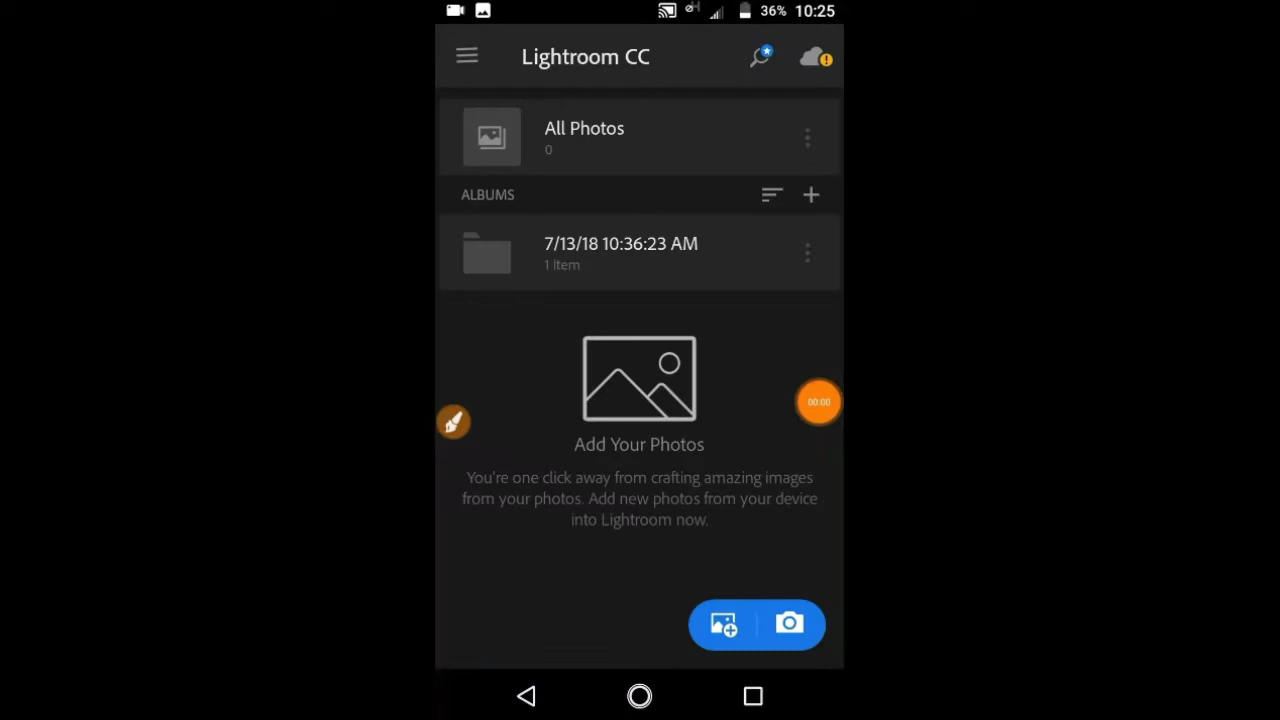 36% 10:25
Lightroom CC
All Photos
0
ALBUMS
7/13/18 10:36:23 AM
1 Item
00:00
Add Your Photos
You're one click away from crafting amazing images
from your photos. Add new photos from your device
into Lightroom now.